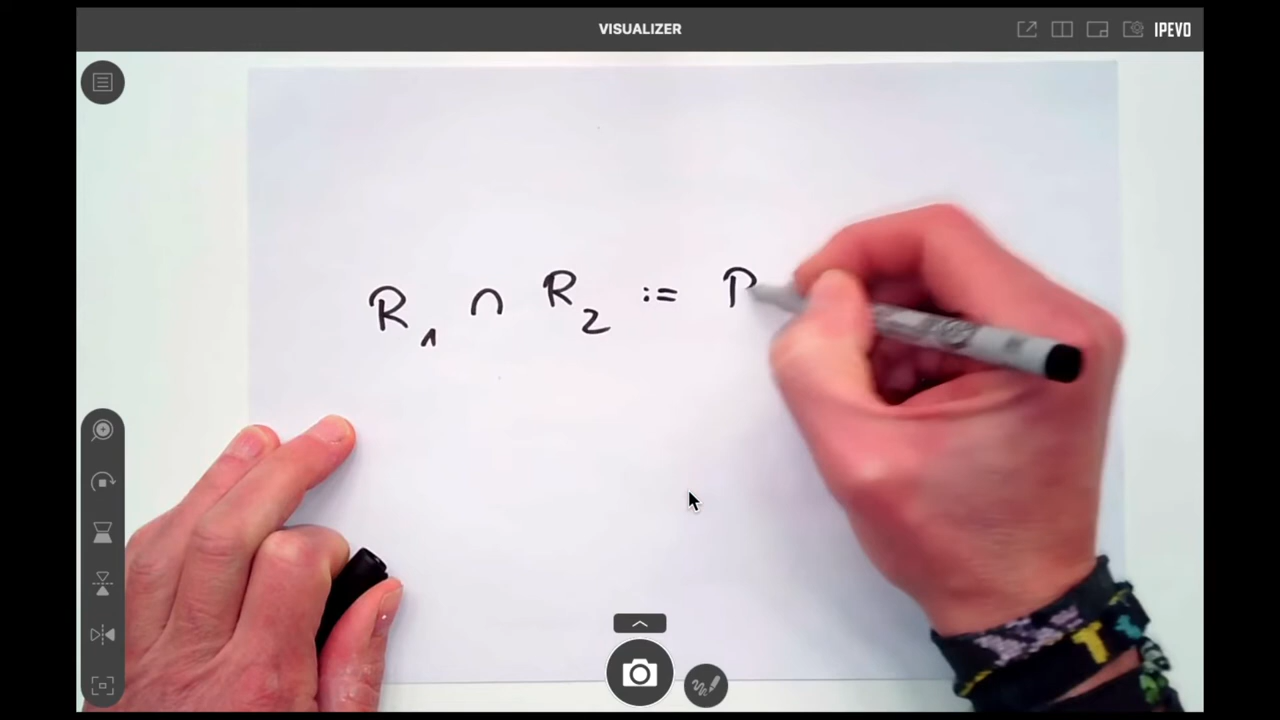 VISUALIZER
IPEVO
R₁ ∩ R₂ := R